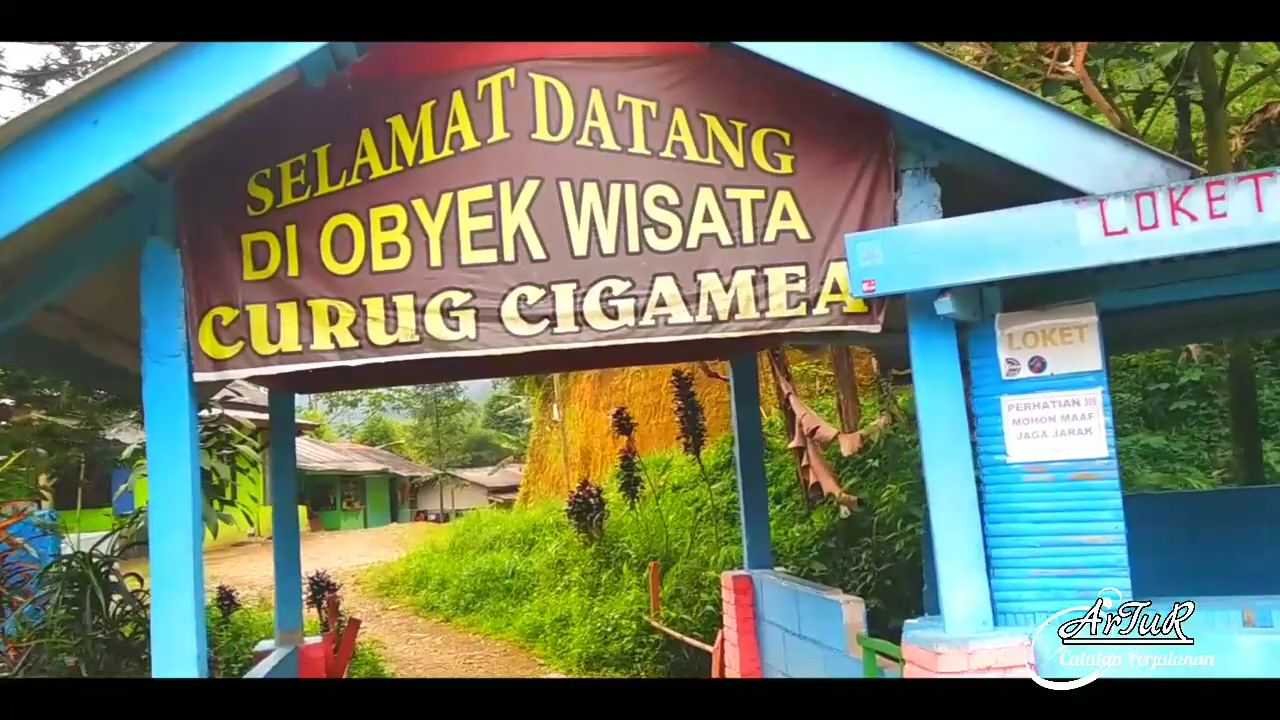 SELAMAT DATANG
DI OBYEK WISATA
CURUG CIGAMEA
LOKET
LOKET
PERHATIAN !!!
MOHON MAAF
JAGA JARAK
ArTuR
Catatan Perjalanan